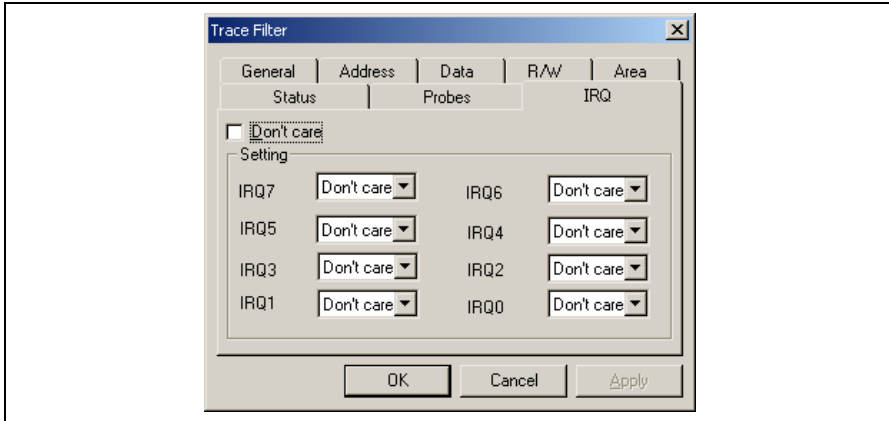 Trace Filter
General Address Data R/W Area
Status Probes IRQ
Don't care
Setting
IRQ7 Don't care IRQ6 Don't care
IRQ5 Don't care IRQ4 Don't care
IRQ3 Don't care IRQ2 Don't care
IRQ1 Don't care IRQ0 Don't care
OK Cancel Apply